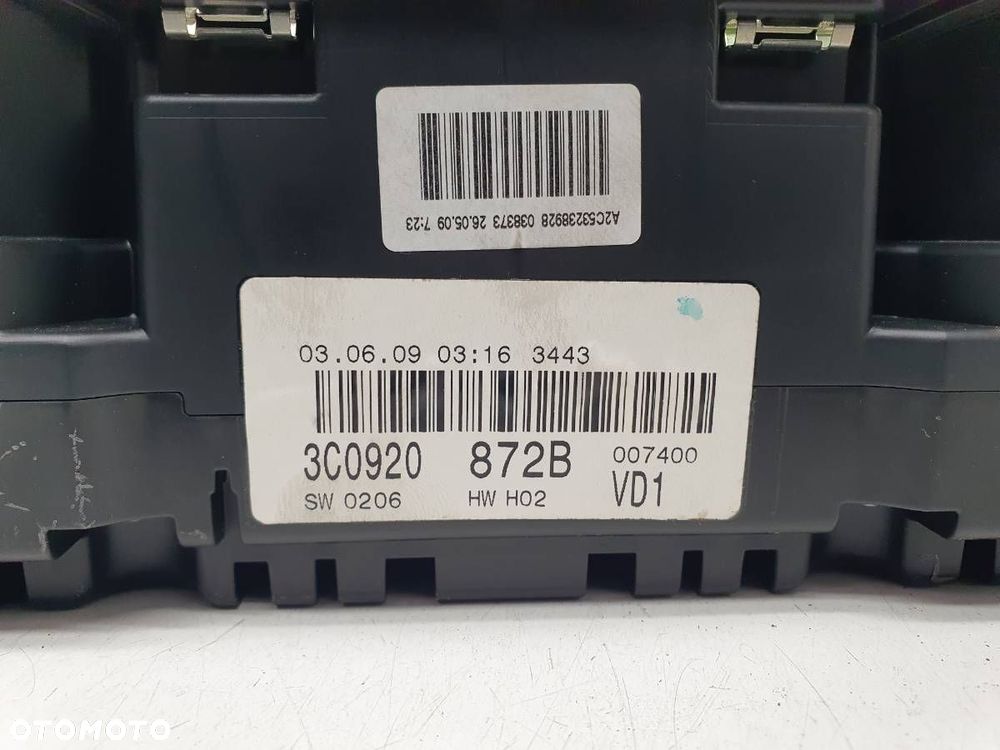 A2C53238928 038373 26.05.09 7:23
03.06.09 03:16 3443
3C0920 872B 007400
SW 0206 HW H02 VD1
OTOMOTO